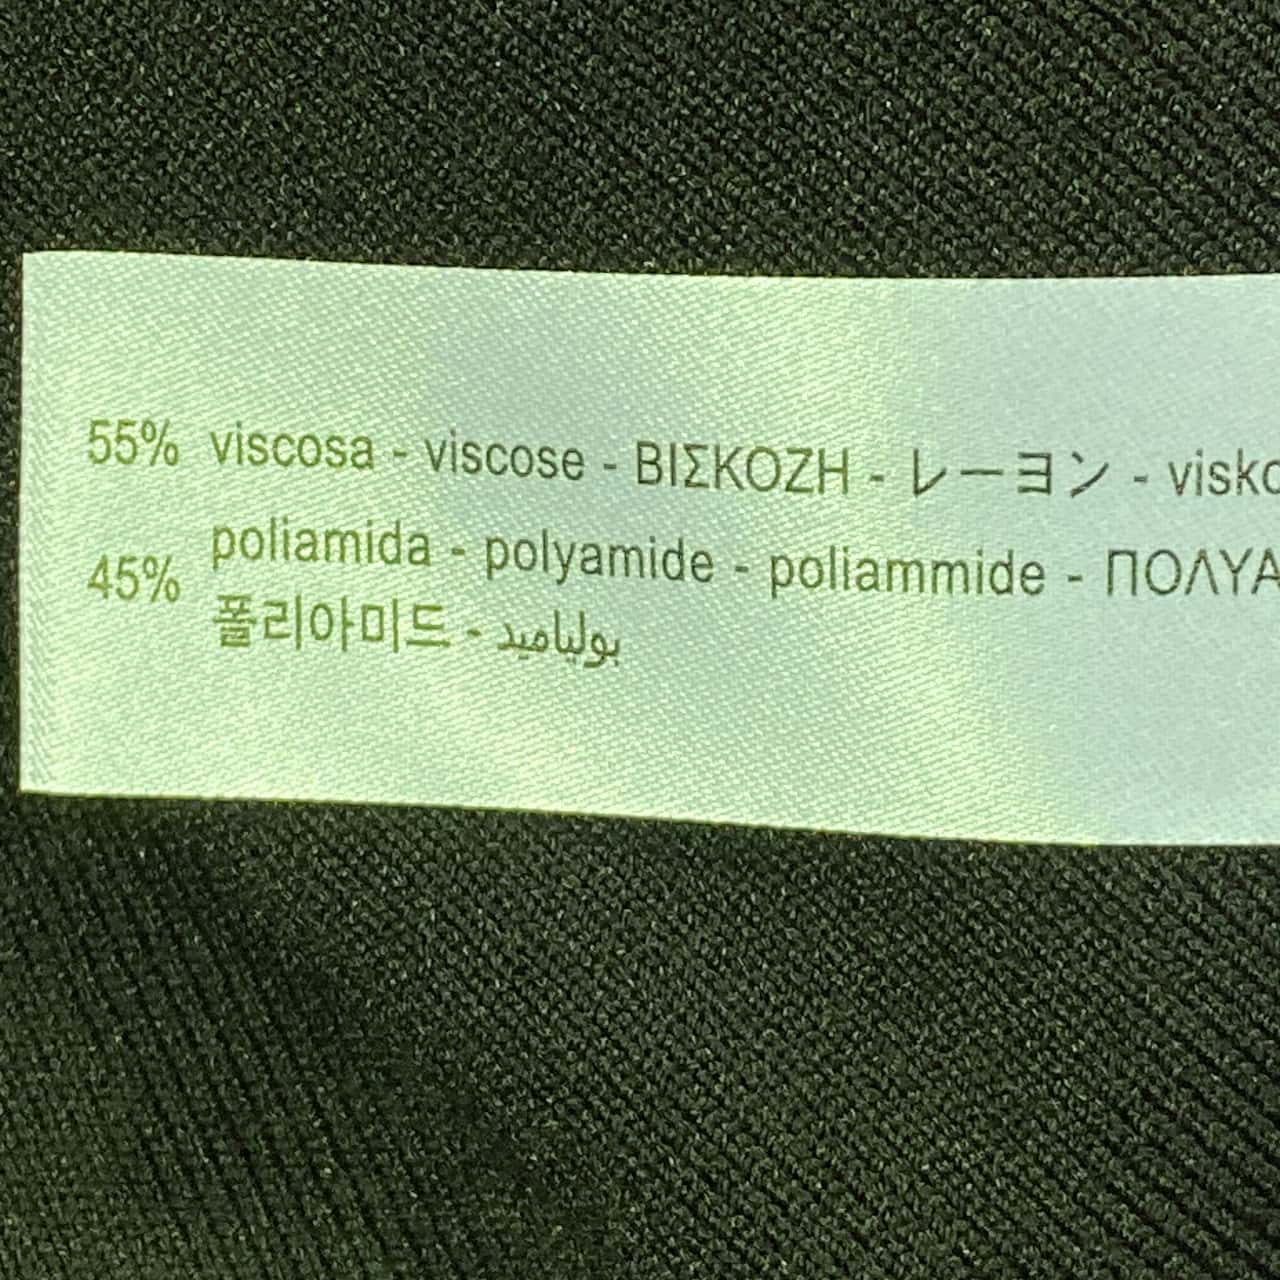 55% viscosa - viscose - ΒΙΣΚΟΖΗ - レーヨン - visko
45% poliamida - polyamide - poliammide - ΠΟΛΥΑ
폴리아미드 - بولياميد